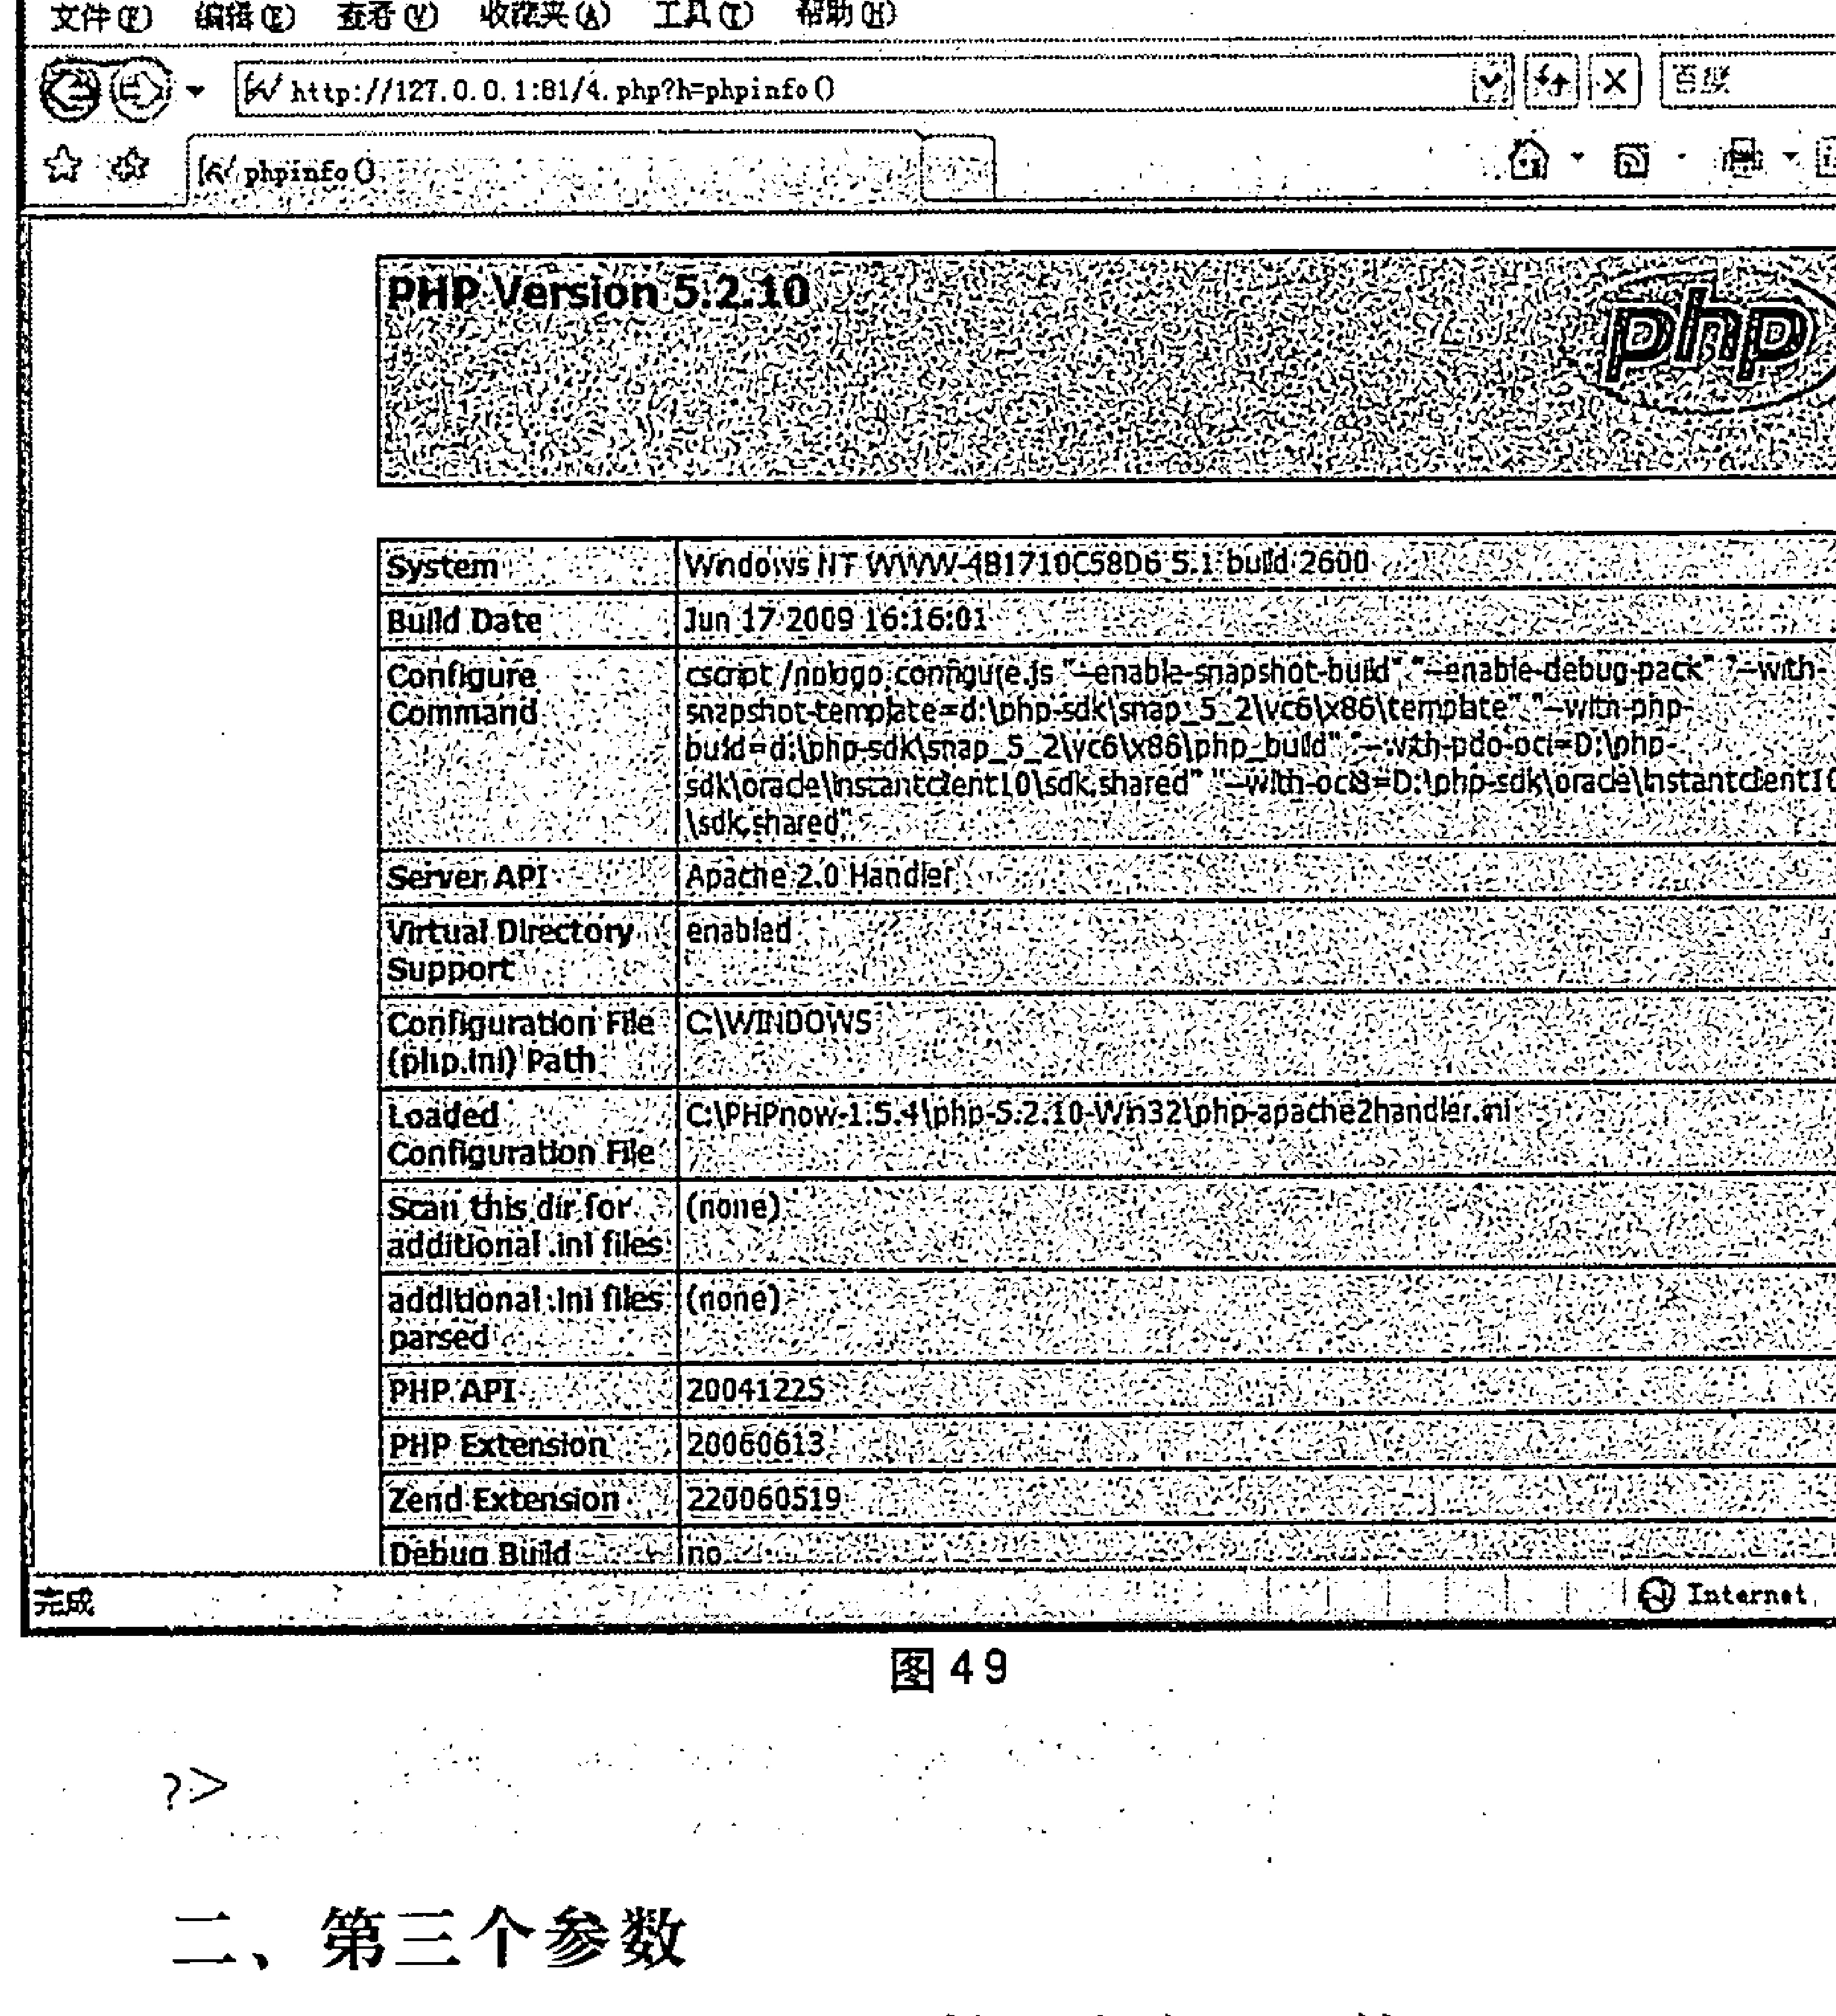 文件(F) 编辑(E) 查看(V) 收藏夹(A) 工具(T) 帮助(H)
http://127.0.0.1:81/4.php?h=phpinfo() 百度
phpinfo()
PHP Version 5.2.10
php
System Windows NT WWW-4B1710C58D6 5.1 build 2600
Build Date Jun 17 2009 16:16:01
Configure cscript /nologo configure.js "--enable-snapshot-build" "--enable-debug-pack" "--with-
Command snapshot-template=d:\php-sdk\snap_5_2\vc6\x86\template" "--with-php-
build=d:\php-sdk\snap_5_2\vc6\x86\php_build" "--with-pdo-oci=D:\php-
sdk\oracle\instantclient10\sdk,shared" "--with-oci8=D:\php-sdk\oracle\instantclient10
\sdk,shared"
Server API Apache 2.0 Handler
Virtual Directory enabled
Support
Configuration File C:\WINDOWS
(php.ini) Path
Loaded C:\PHPnow-1.5.4\php-5.2.10-Win32\php-apache2handler.ini
Configuration File
Scan this dir for (none)
additional .ini files
additional .ini files (none)
parsed
PHP API 20041225
PHP Extension 20060613
Zend Extension 220060519
Debug Build no
完成 Internet
图49
?>
二、第三个参数